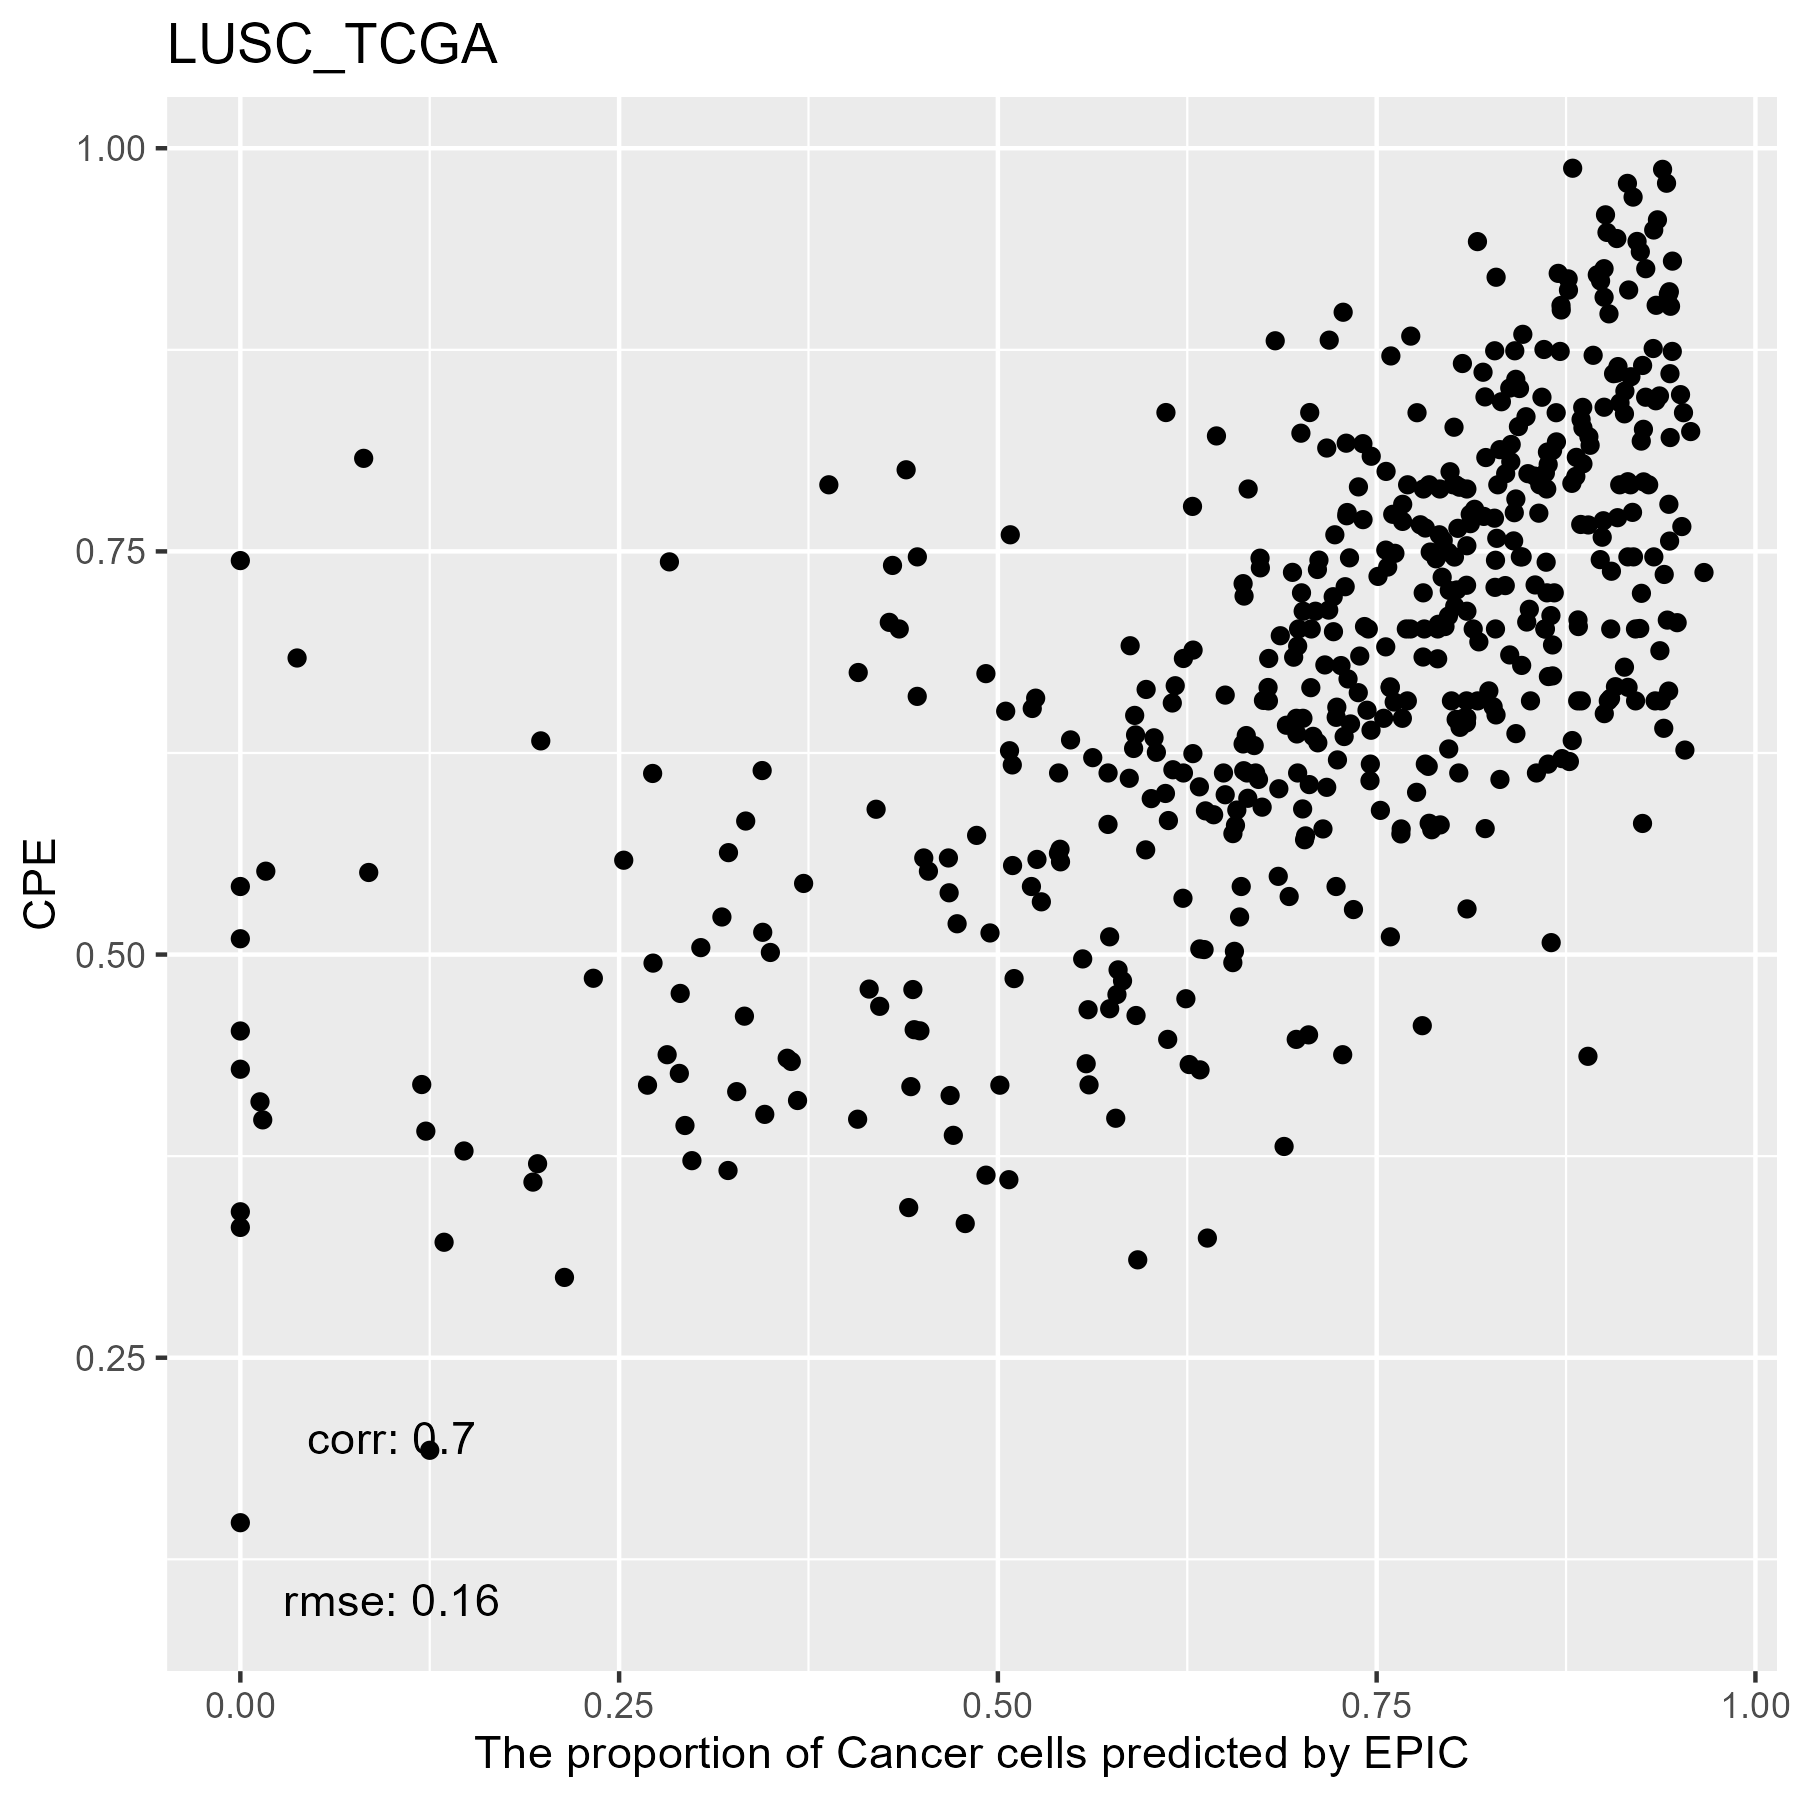 LUSC_TCGA
1.00
0.75
0.50
0.25
CPE
corr: 0.7
rmse: 0.16
0.00 0.25 0.50 0.75 1.00
The proportion of Cancer cells predicted by EPIC